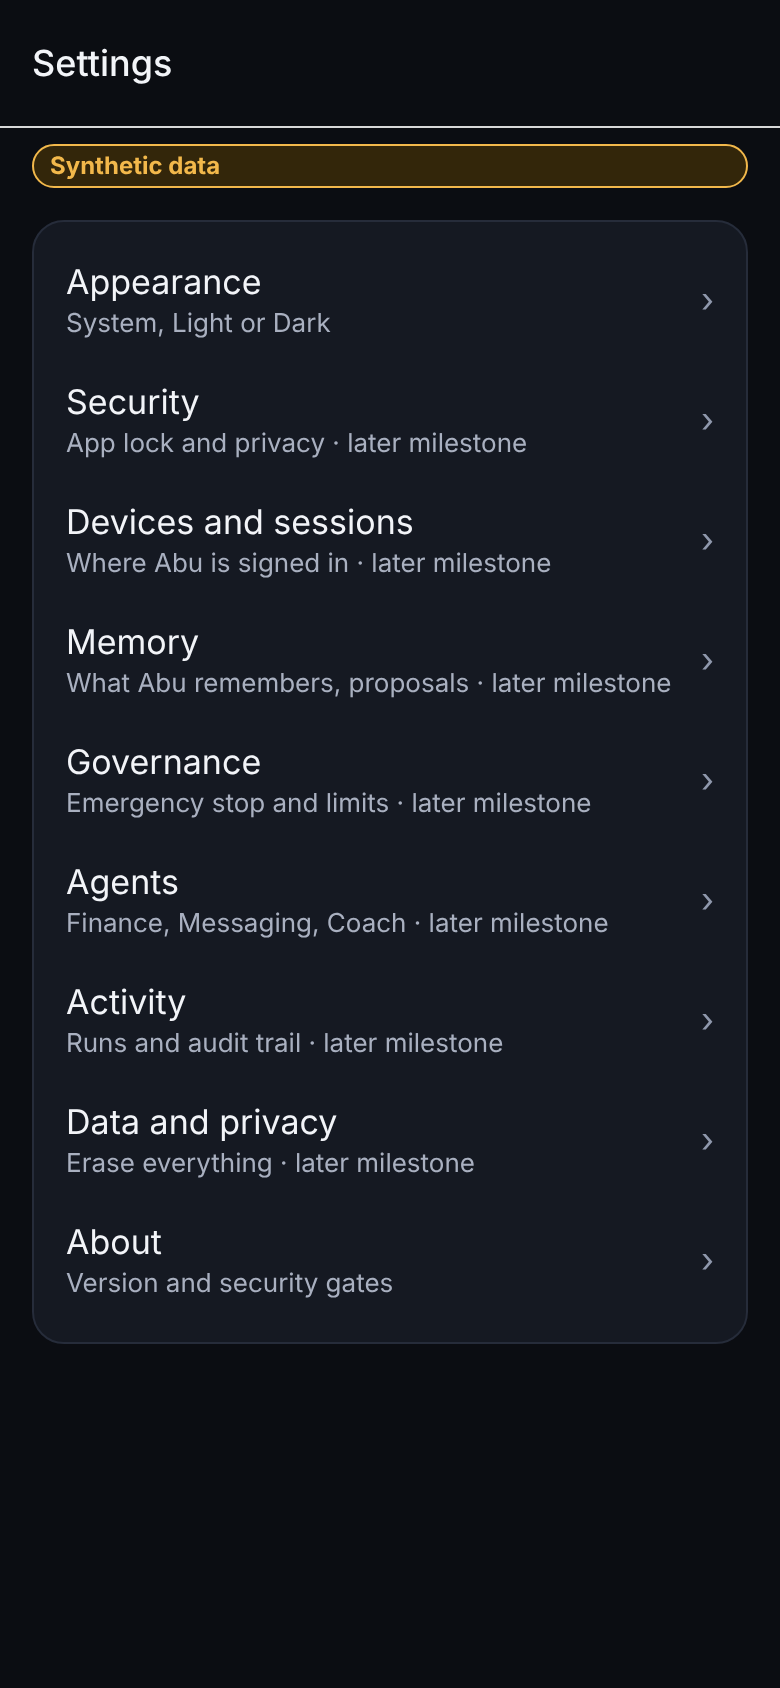 Settings
Synthetic data
Appearance
System, Light or Dark
Security
App lock and privacy · later milestone
Devices and sessions
Where Abu is signed in · later milestone
Memory
What Abu remembers, proposals · later milestone
Governance
Emergency stop and limits · later milestone
Agents
Finance, Messaging, Coach · later milestone
Activity
Runs and audit trail · later milestone
Data and privacy
Erase everything · later milestone
About
Version and security gates